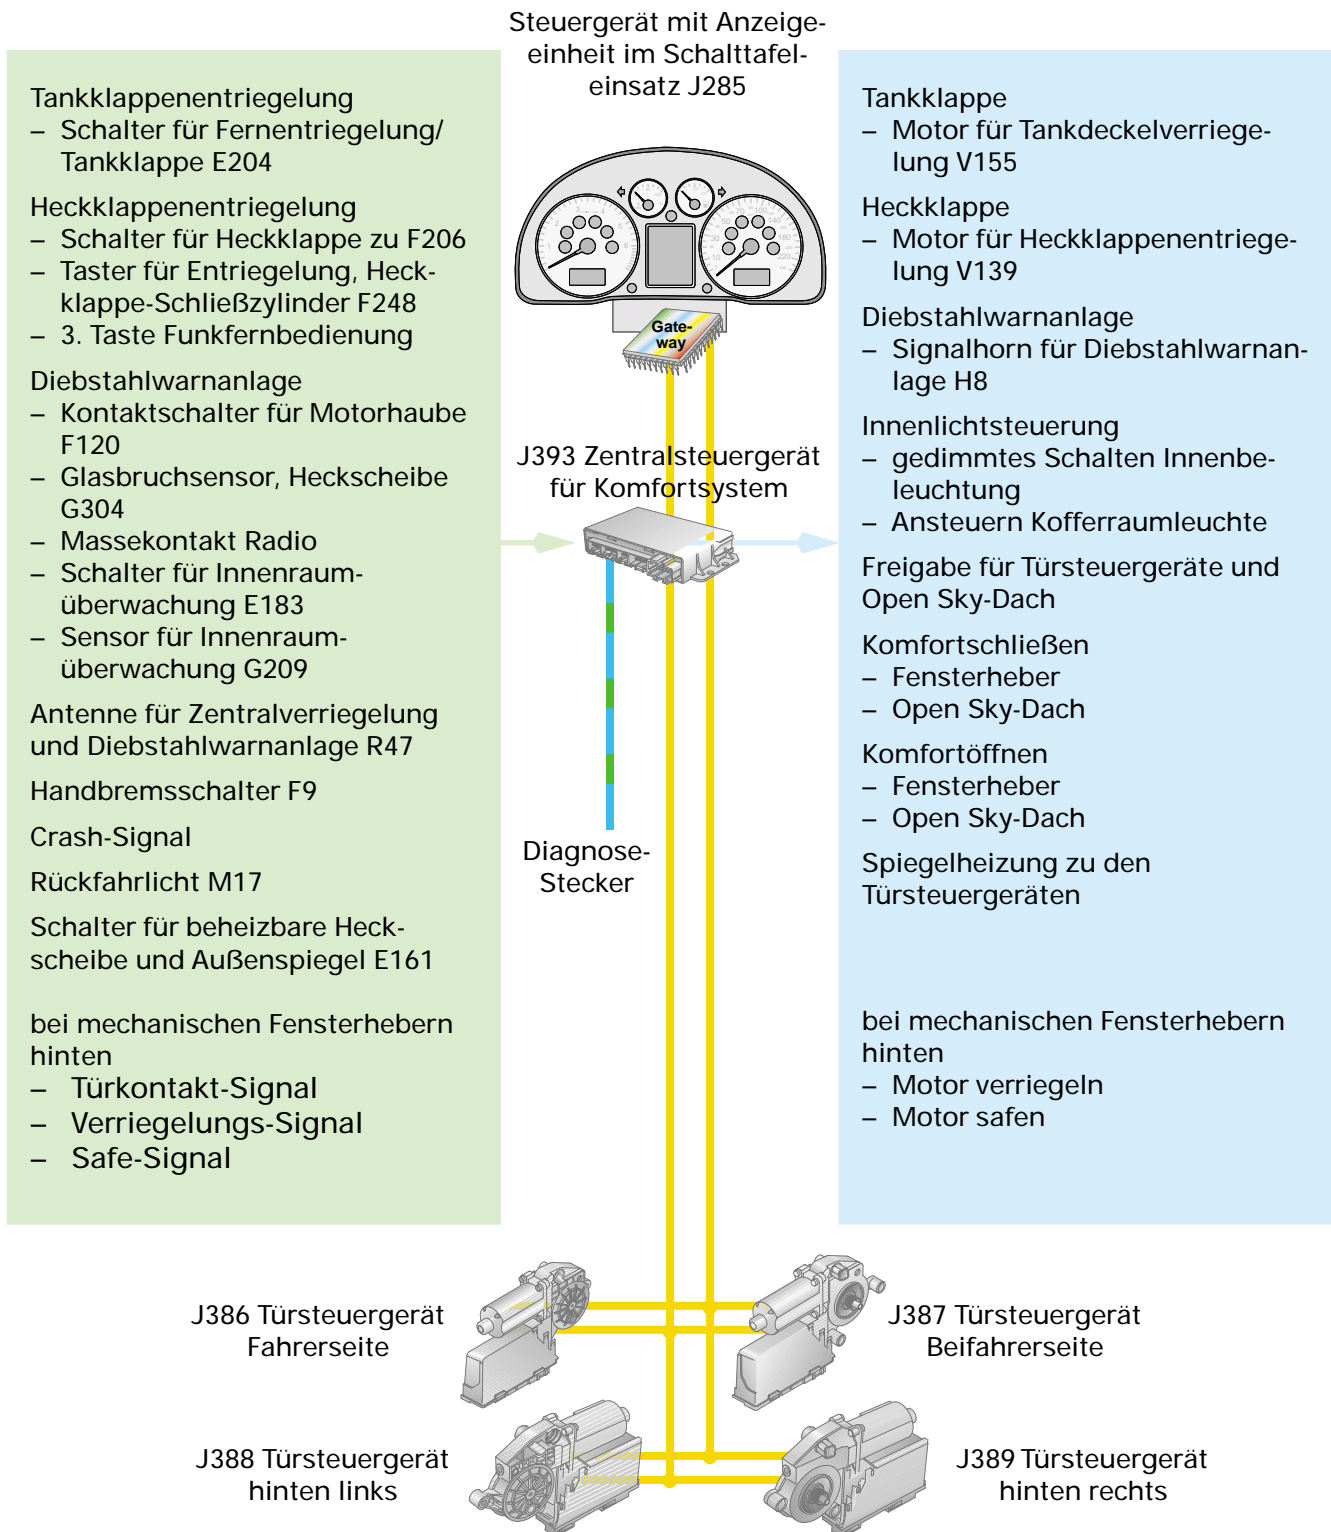 Steuergerät mit Anzeige-
einheit im Schalttafel-
einsatz J285
Tankklappenentriegelung
– Schalter für Fernentriegelung/
Tankklappe E204
Heckklappenentriegelung
– Schalter für Heckklappe zu F206
– Taster für Entriegelung, Heck-
klappe-Schließzylinder F248
– 3. Taste Funkfernbedienung
Diebstahlwarnanlage
– Kontaktschalter für Motorhaube
F120
– Glasbruchsensor, Heckscheibe
G304
– Massekontakt Radio
– Schalter für Innenraum-
überwachung E183
– Sensor für Innenraum-
überwachung G209
Antenne für Zentralverriegelung
und Diebstahlwarnanlage R47
Handbremsschalter F9
Crash-Signal
Rückfahrlicht M17
Schalter für beheizbare Heck-
scheibe und Außenspiegel E161
bei mechanischen Fensterhebern
hinten
– Türkontakt-Signal
– Verriegelungs-Signal
– Safe-Signal
Gate-
way
J393 Zentralsteuergerät
für Komfortsystem
Diagnose-
Stecker
Tankklappe
– Motor für Tankdeckelverriege-
lung V155
Heckklappe
– Motor für Heckklappenentriege-
lung V139
Diebstahlwarnanlage
– Signalhorn für Diebstahlwarnan-
lage H8
Innenlichtsteuerung
– gedimmtes Schalten Innenbe-
leuchtung
– Ansteuern Kofferraumleuchte
Freigabe für Türsteuergeräte und
Open Sky-Dach
Komfortschließen
– Fensterheber
– Open Sky-Dach
Komfortöffnen
– Fensterheber
– Open Sky-Dach
Spiegelheizung zu den
Türsteuergeräten
bei mechanischen Fensterhebern
hinten
– Motor verriegeln
– Motor safen
J386 Türsteuergerät
Fahrerseite
J387 Türsteuergerät
Beifahrerseite
J388 Türsteuergerät
hinten links
J389 Türsteuergerät
hinten rechts